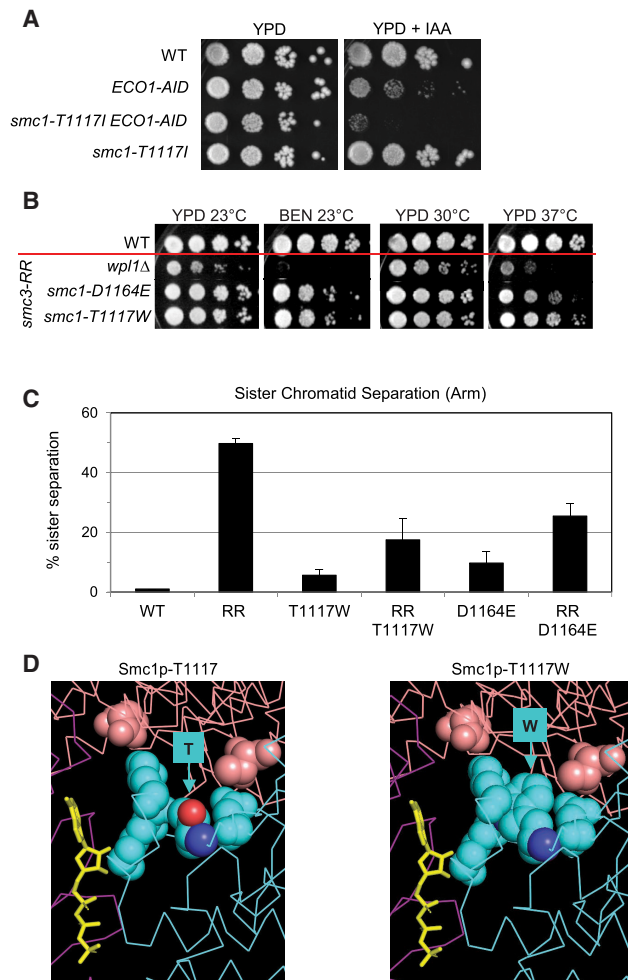 A
YPD
YPD + IAA
WT
ECO1-AID
smc1-T1117I ECO1-AID
smc1-T1117I
B
YPD 23°C
BEN 23°C
YPD 30°C
YPD 37°C
WT
smc3-RR
wpl1Δ
smc1-D1164E
smc1-T1117W
C
Sister Chromatid Separation (Arm)
% sister separation
60
40
20
0
WT
RR
T1117W
RR
T1117W
D1164E
RR
D1164E
D
Smc1p-T1117
Smc1p-T1117W
T
W